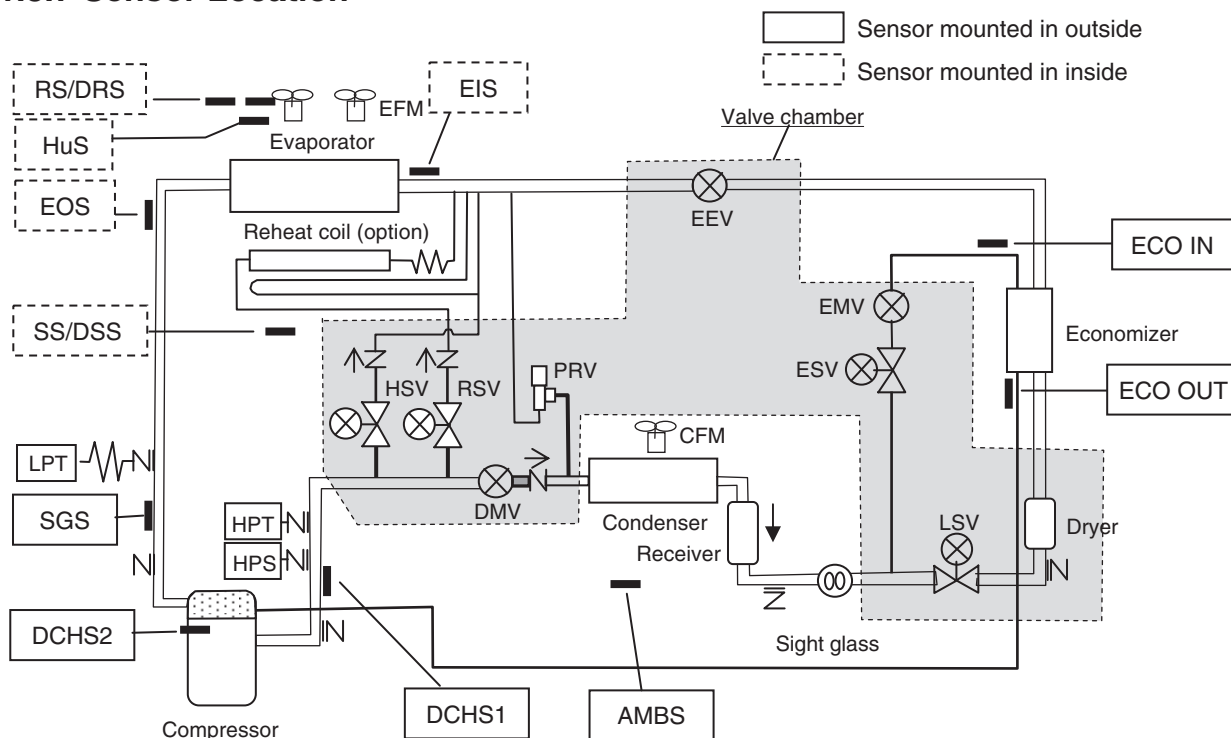 Sensor Location
Sensor mounted in outside
Sensor mounted in inside
RS/DRS
EIS
EFM
HuS
Evaporator
Valve chamber
EOS
EEV
Reheat coil (option)
ECO IN
EMV
SS/DSS
Economizer
PRV
ESV
HSV
RSV
ECO OUT
CFM
LPT
SGS
HPT
DMV
Condenser
LSV
Dryer
Receiver
HPS
DCHS2
Sight glass
DCHS1
AMBS
Compressor